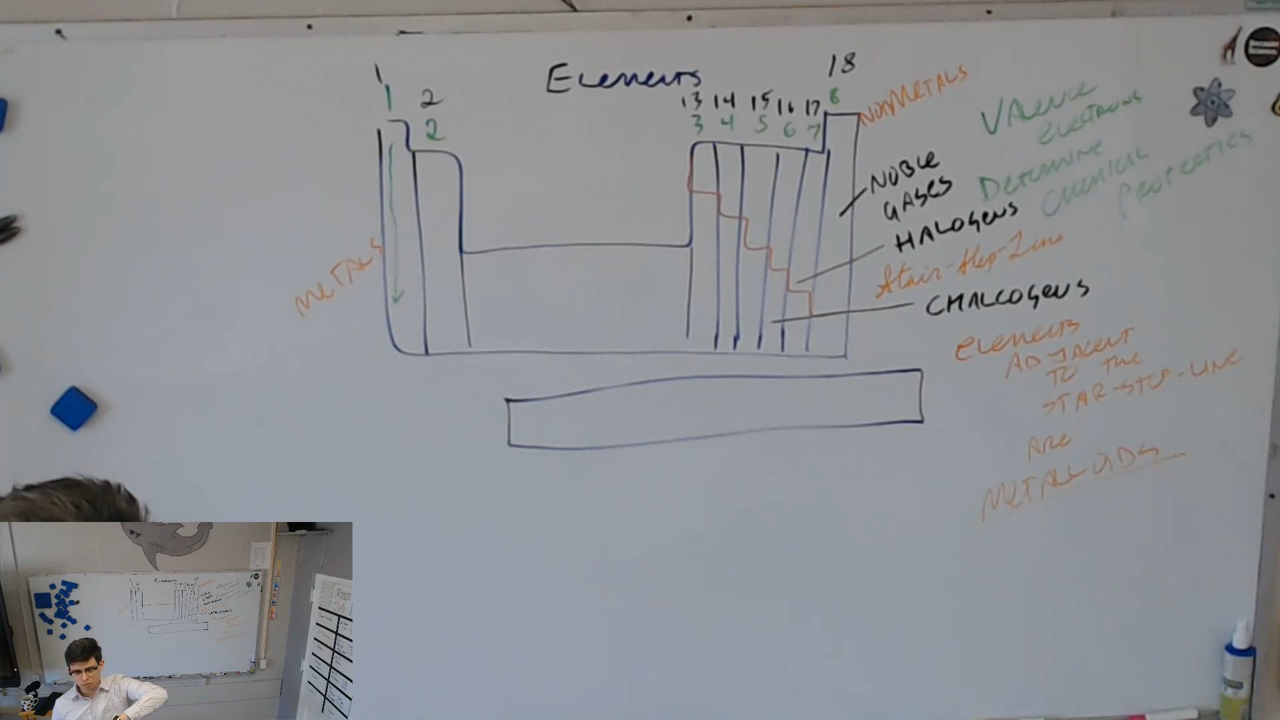 Elements
1 2 13 14 15 16 17 18
1 2 3 4 5 6 7 8
NonMETALS
METALS
NOBLE
GASES
HALOGENS
CHALCOGENS
VALENCE
ELECTRONS
DETERMINE
CHEMICAL
PROPERTIES
Stair-Step-Line
ELEMENTS
ADJACENT
TO THE
STAR-STEP-LINE
ARE
METALLOIDS